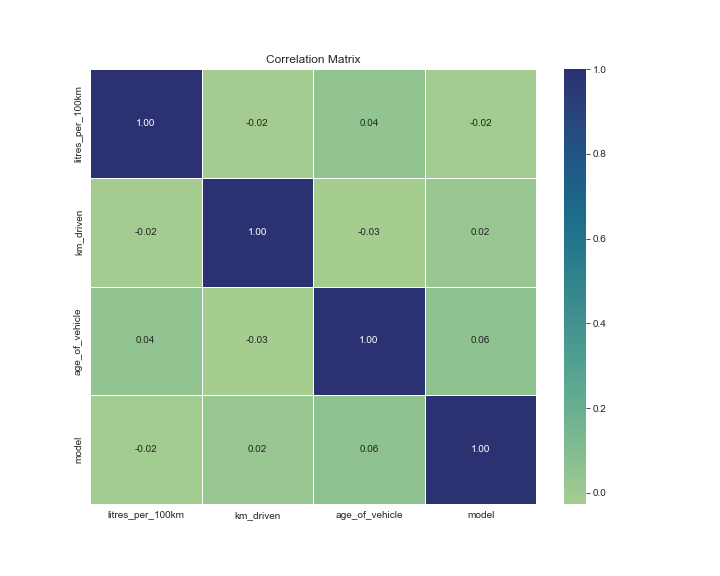 Correlation Matrix
litres_per_100km 1.00 -0.02 0.04 -0.02
km_driven -0.02 1.00 -0.03 0.02
age_of_vehicle 0.04 -0.03 1.00 0.06
model -0.02 0.02 0.06 1.00
litres_per_100km km_driven age_of_vehicle model
1.0
0.8
0.6
0.4
0.2
0.0